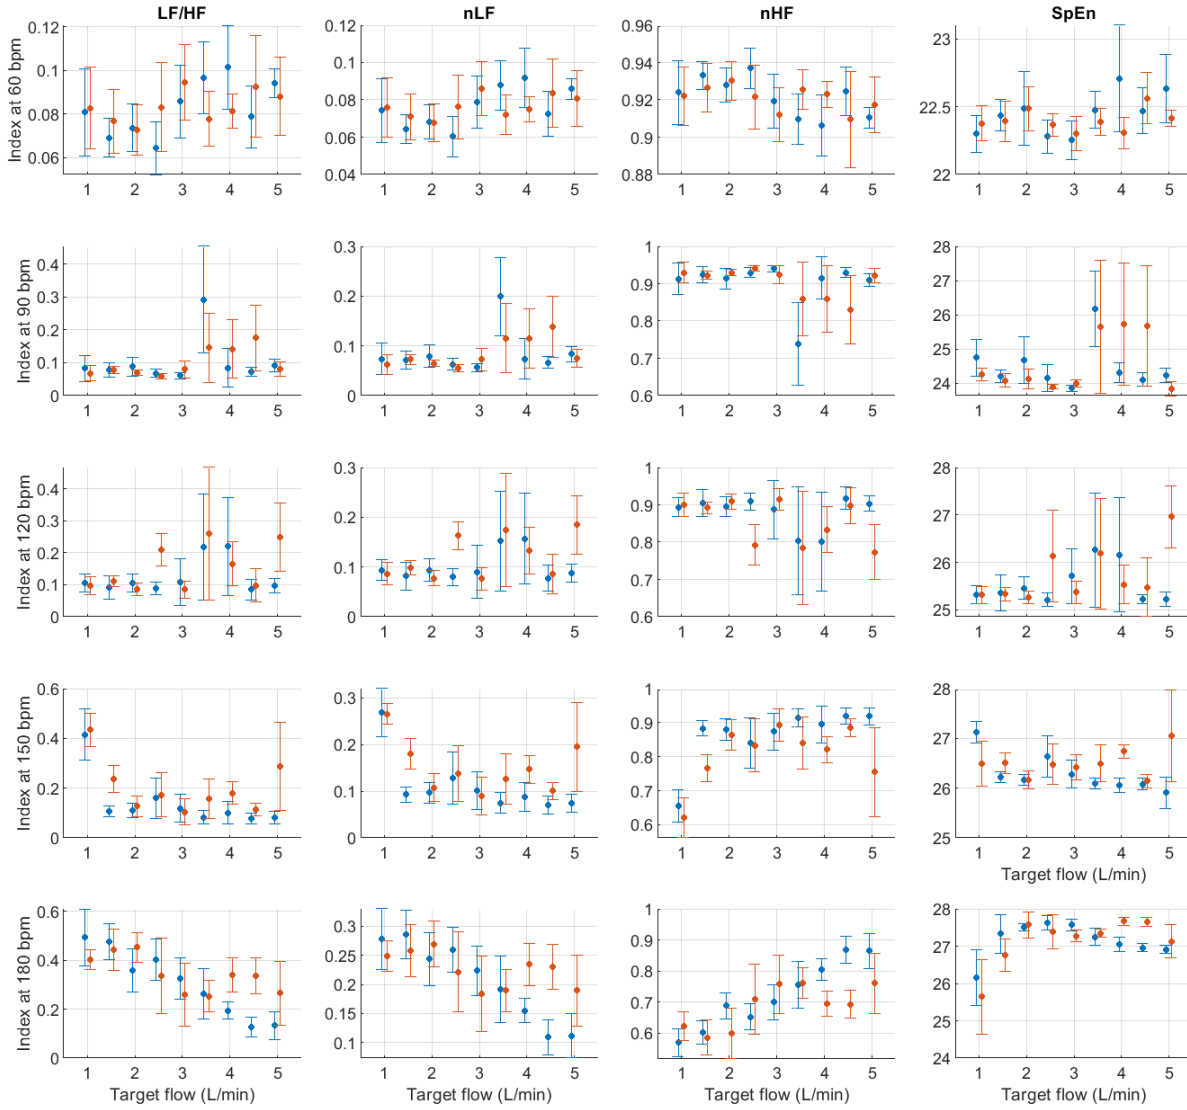 LF/HF nLF nHF SpEn
Index at 60 bpm
0.12 0.1 0.08 0.06
0.12 0.1 0.08 0.06 0.04
0.96 0.94 0.92 0.9 0.88
23 22.5 22
1 2 3 4 5 1 2 3 4 5 1 2 3 4 5 1 2 3 4 5
Index at 90 bpm
0.4 0.3 0.2 0.1 0
0.3 0.2 0.1 0
1 0.9 0.8 0.7 0.6
28 27 26 25 24
1 2 3 4 5 1 2 3 4 5 1 2 3 4 5 1 2 3 4 5
Index at 120 bpm
0.4 0.3 0.2 0.1 0
0.3 0.2 0.1 0
1 0.9 0.8 0.7 0.6
28 27 26 25
1 2 3 4 5 1 2 3 4 5 1 2 3 4 5 1 2 3 4 5
Index at 150 bpm
0.6 0.4 0.2 0
0.3 0.2 0.1 0
1 0.9 0.8 0.7 0.6
28 27 26 25
1 2 3 4 5 1 2 3 4 5 1 2 3 4 5 1 2 3 4 5
Target flow (L/min)
Index at 180 bpm
0.6 0.4 0.2 0
0.3 0.25 0.2 0.15 0.1
1 0.9 0.8 0.7 0.6
28 27 26 25 24
1 2 3 4 5 1 2 3 4 5 1 2 3 4 5 1 2 3 4 5
Target flow (L/min) Target flow (L/min) Target flow (L/min) Target flow (L/min)